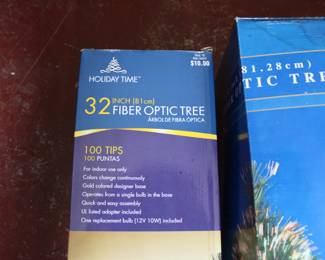 $10.00
HOLIDAY TIME™
32 INCH (81cm)
FIBER OPTIC TREE
ÁRBOL DE FIBRA ÓPTICA
100 TIPS
100 PUNTAS
For indoor use only
Colors change continuously
Gold colored designer base
Operates from a single bulb in the base
Quick and easy assembly
UL listed adapter included
One replacement bulb (12V 10W) included
(81.28cm)
TIC TRE